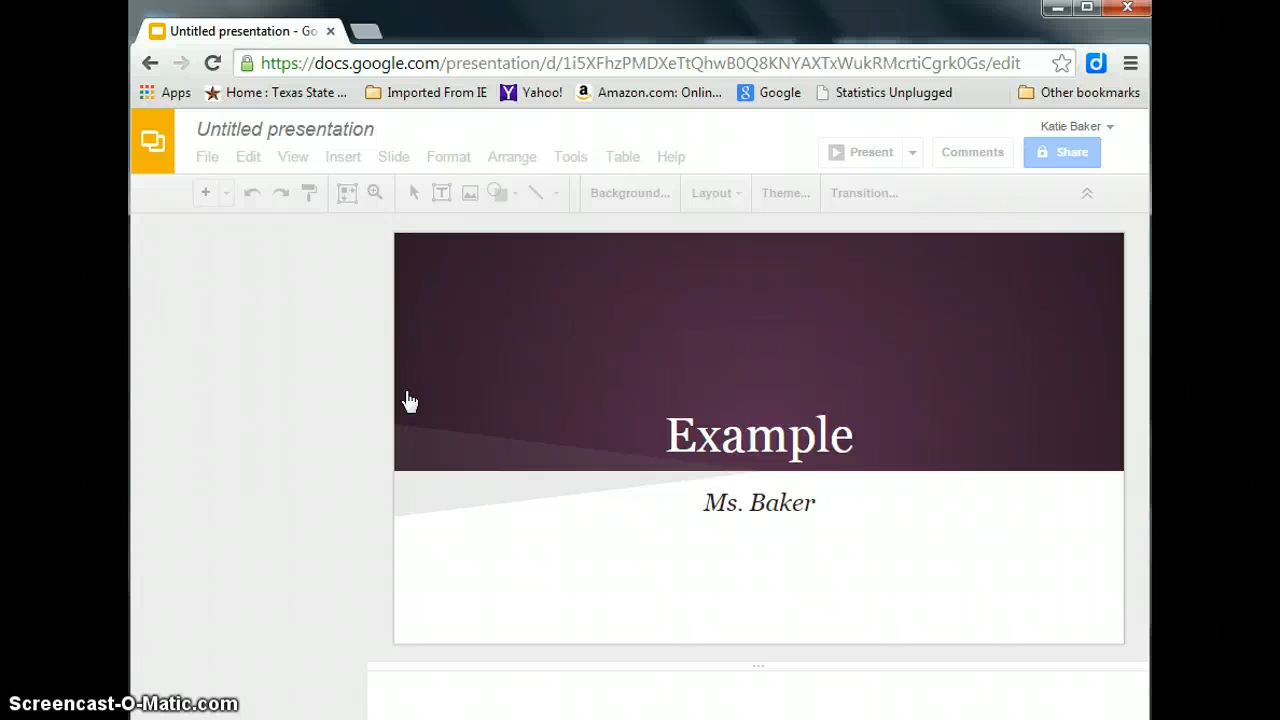 Untitled presentation - Go
https://docs.google.com/presentation/d/1i5XFhzPMDXeTtQhwB0Q8KNYAXTxWukRMcrtiCgrk0Gs/edit
Apps Home : Texas State ... Imported From IE Yahoo! Amazon.com: Onlin... Google Statistics Unplugged Other bookmarks
Untitled presentation Katie Baker
File Edit View Insert Slide Format Arrange Tools Table Help Present Comments Share
Background... Layout Theme... Transition...
Example
Ms. Baker
Screencast-O-Matic.com